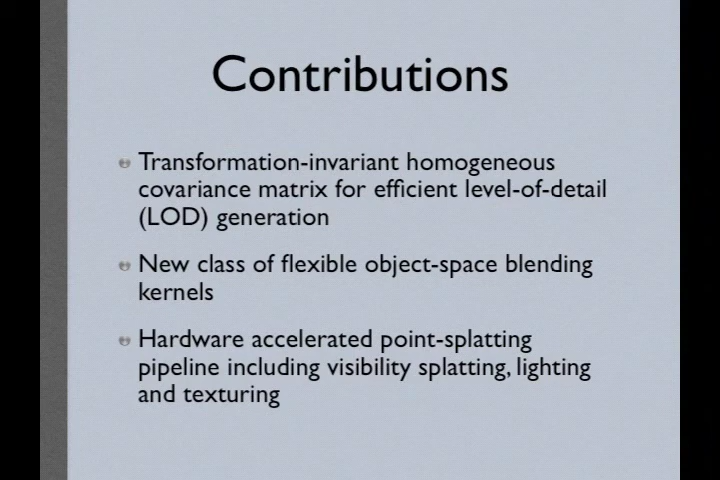 Contributions
Transformation-invariant homogeneous
covariance matrix for efficient level-of-detail
(LOD) generation
New class of flexible object-space blending
kernels
Hardware accelerated point-splatting
pipeline including visibility splatting, lighting
and texturing